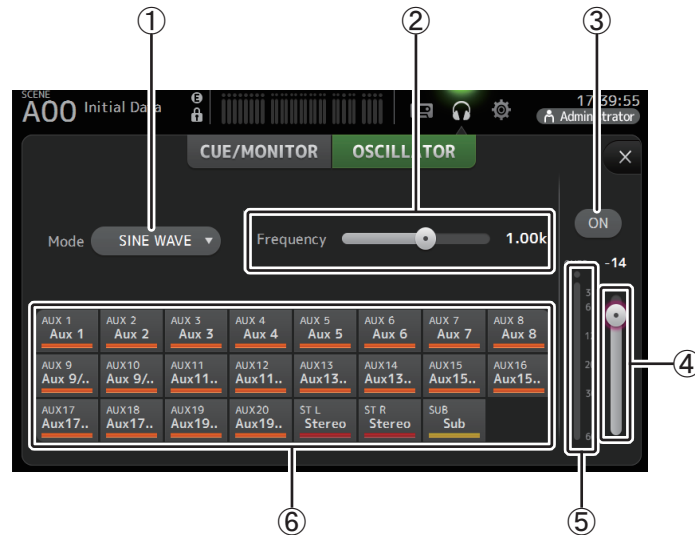 ① ② ③
SCENE
A00 Initial Data E 17:39:55
Administrator
CUE/MONITOR OSCILLATOR ×
Mode SINE WAVE ▼ Frequency 1.00k ON
-14
3
6
AUX 1 AUX 2 AUX 3 AUX 4 AUX 5 AUX 6 AUX 7 AUX 8
Aux 1 Aux 2 Aux 3 Aux 4 Aux 5 Aux 6 Aux 7 Aux 8
④
AUX 9 AUX10 AUX11 AUX12 AUX13 AUX14 AUX15 AUX16
Aux 9/.. Aux 9/.. Aux11.. Aux11.. Aux13.. Aux13.. Aux15.. Aux15..
AUX17 AUX18 AUX19 AUX20 ST L ST R SUB
Aux17.. Aux17.. Aux19.. Aux19.. Stereo Stereo Sub
6
⑥ ⑤